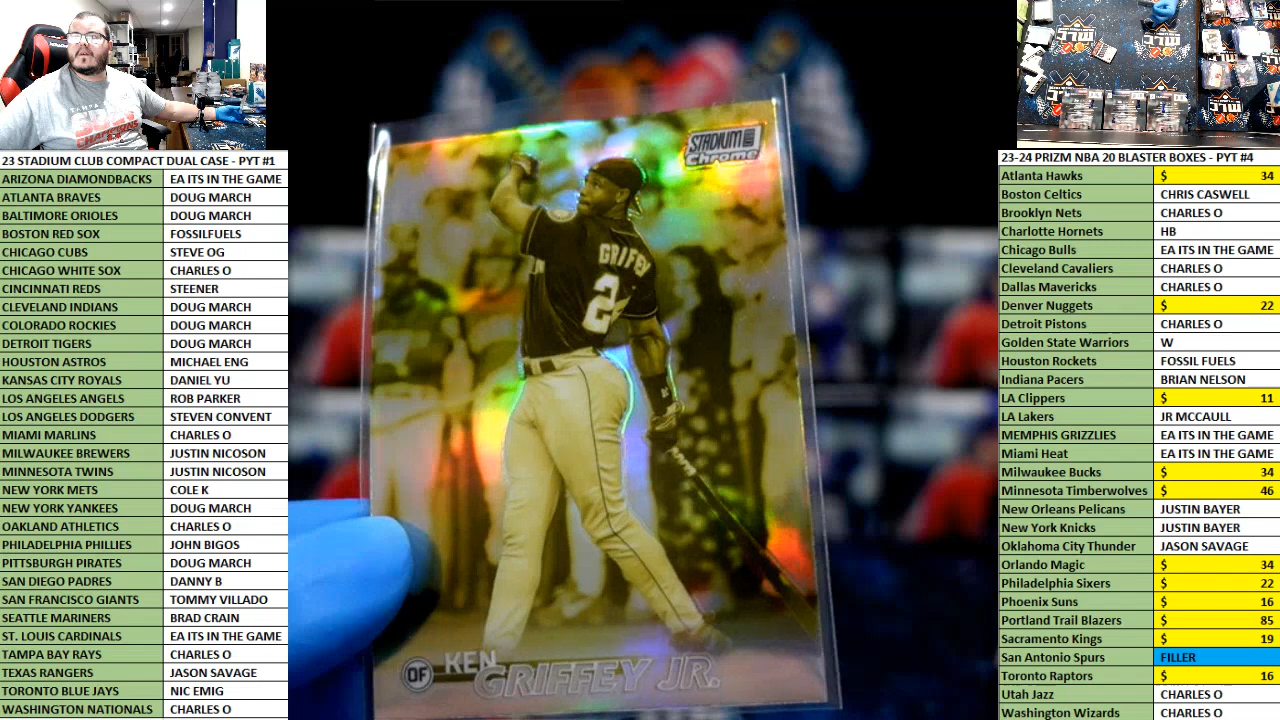 23 STADIUM CLUB COMPACT DUAL CASE - PYT #1
ARIZONA DIAMONDBACKS EA ITS IN THE GAME
ATLANTA BRAVES DOUG MARCH
BALTIMORE ORIOLES DOUG MARCH
BOSTON RED SOX FOSSILFUELS
CHICAGO CUBS STEVE OG
CHICAGO WHITE SOX CHARLES O
CINCINNATI REDS STEENER
CLEVELAND INDIANS DOUG MARCH
COLORADO ROCKIES DOUG MARCH
DETROIT TIGERS DOUG MARCH
HOUSTON ASTROS MICHAEL ENG
KANSAS CITY ROYALS DANIEL YU
LOS ANGELES ANGELS ROB PARKER
LOS ANGELES DODGERS STEVEN CONVENT
MIAMI MARLINS CHARLES O
MILWAUKEE BREWERS JUSTIN NICOSON
MINNESOTA TWINS JUSTIN NICOSON
NEW YORK METS COLE K
NEW YORK YANKEES DOUG MARCH
OAKLAND ATHLETICS CHARLES O
PHILADELPHIA PHILLIES JOHN BIGOS
PITTSBURGH PIRATES DOUG MARCH
SAN DIEGO PADRES DANNY B
SAN FRANCISCO GIANTS TOMMY VILLADO
SEATTLE MARINERS BRAD CRAIN
ST. LOUIS CARDINALS EA ITS IN THE GAME
TAMPA BAY RAYS CHARLES O
TEXAS RANGERS JASON SAVAGE
TORONTO BLUE JAYS NIC EMIG
WASHINGTON NATIONALS CHARLES O
STADIUM CLUB
Chrome
GRIFFEY
24
OF
KEN
GRIFFEY JR.
23-24 PRIZM NBA 20 BLASTER BOXES - PYT #4
Atlanta Hawks $ 34
Boston Celtics CHRIS CASWELL
Brooklyn Nets CHARLES O
Charlotte Hornets HB
Chicago Bulls EA ITS IN THE GAME
Cleveland Cavaliers CHARLES O
Dallas Mavericks CHARLES O
Denver Nuggets $ 22
Detroit Pistons CHARLES O
Golden State Warriors W
Houston Rockets FOSSIL FUELS
Indiana Pacers BRIAN NELSON
LA Clippers $ 11
LA Lakers JR MCCAULL
MEMPHIS GRIZZLIES EA ITS IN THE GAME
Miami Heat EA ITS IN THE GAME
Milwaukee Bucks $ 34
Minnesota Timberwolves $ 46
New Orleans Pelicans JUSTIN BAYER
New York Knicks JUSTIN BAYER
Oklahoma City Thunder JASON SAVAGE
Orlando Magic $ 34
Philadelphia Sixers $ 22
Phoenix Suns $ 16
Portland Trail Blazers $ 85
Sacramento Kings $ 19
San Antonio Spurs FILLER
Toronto Raptors $ 16
Utah Jazz CHARLES O
Washington Wizards CHARLES O